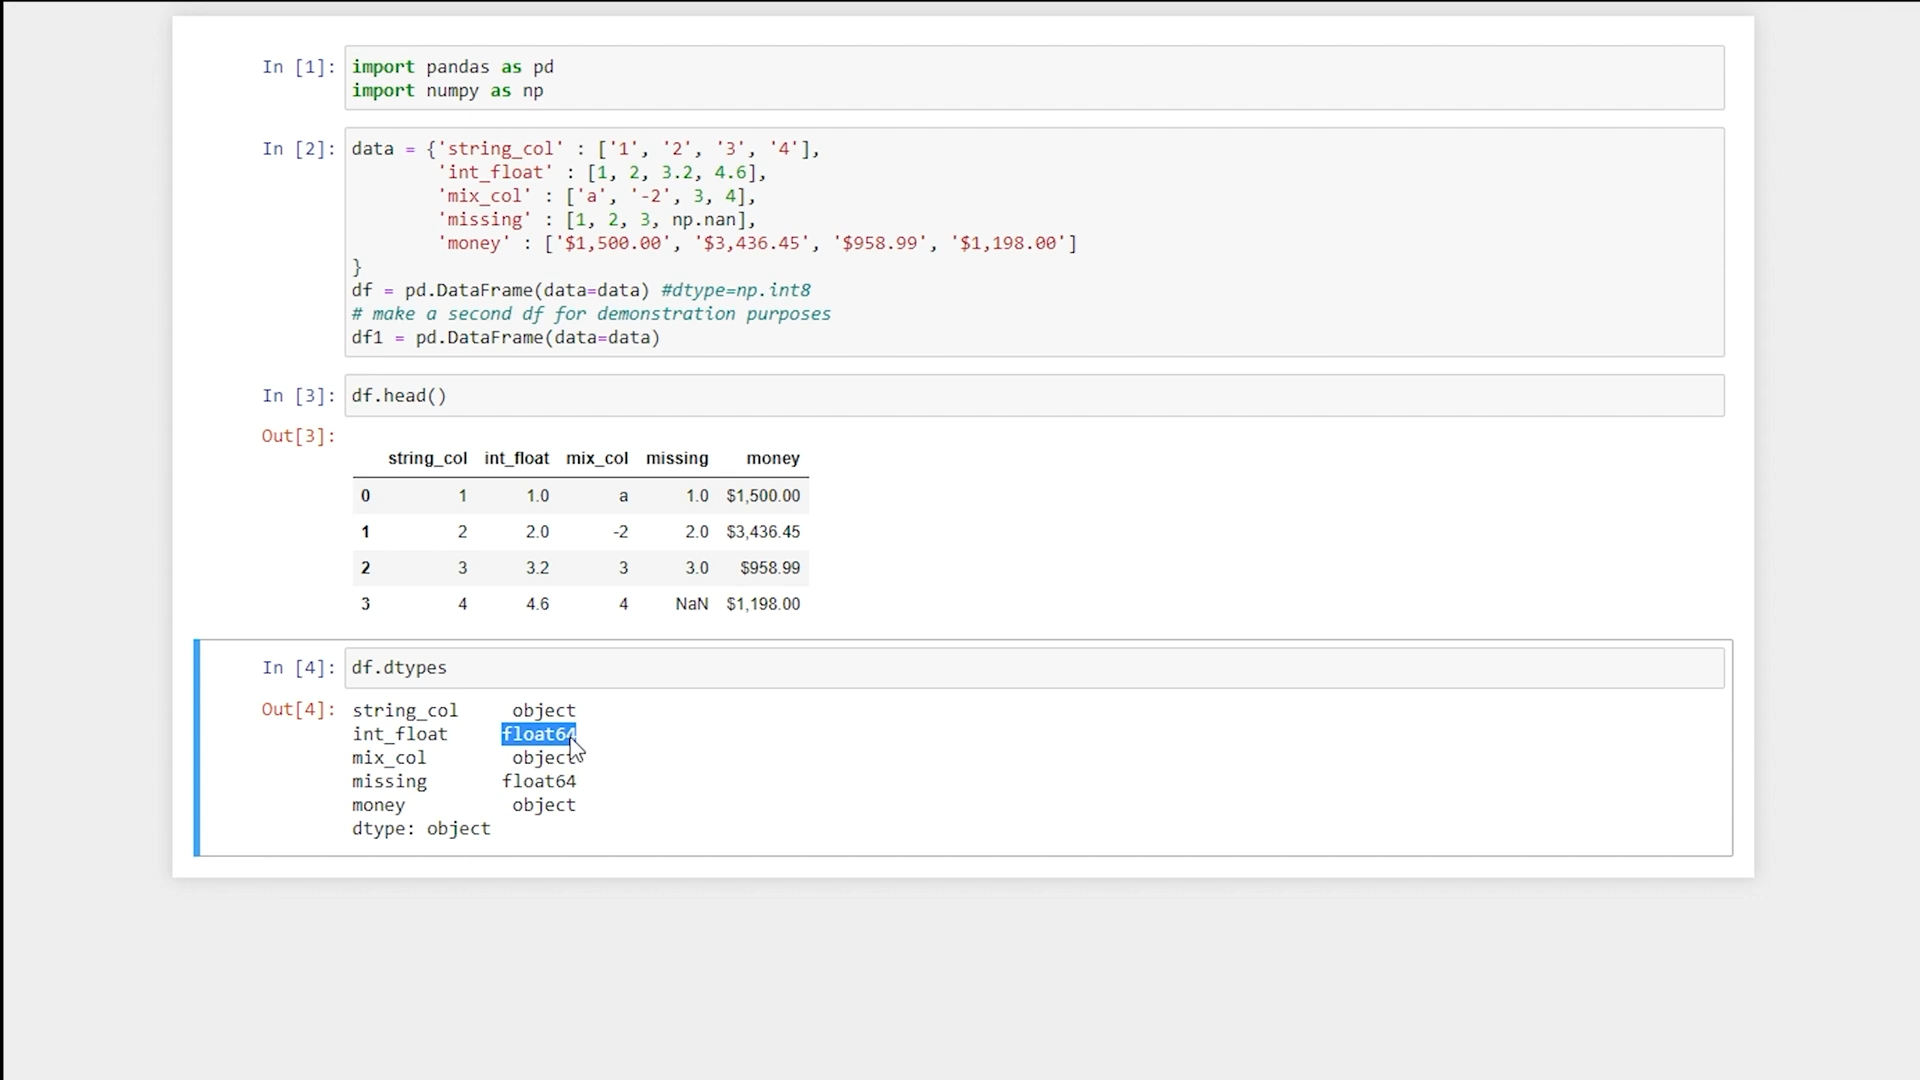 In [1]: import pandas as pd
import numpy as np
In [2]: data = {'string_col' : ['1', '2', '3', '4'],
'int_float' : [1, 2, 3.2, 4.6],
'mix_col' : ['a', '-2', 3, 4],
'missing' : [1, 2, 3, np.nan],
'money' : ['$1,500.00', '$3,436.45', '$958.99', '$1,198.00']
}
df = pd.DataFrame(data=data) #dtype=np.int8
# make a second df for demonstration purposes
df1 = pd.DataFrame(data=data)
In [3]: df.head()
Out[3]:
string_col int_float mix_col missing money
0 1 1.0 a 1.0 $1,500.00
1 2 2.0 -2 2.0 $3,436.45
2 3 3.2 3 3.0 $958.99
3 4 4.6 4 NaN $1,198.00
In [4]: df.dtypes
Out[4]: string_col object
int_float float64
mix_col object
missing float64
money object
dtype: object